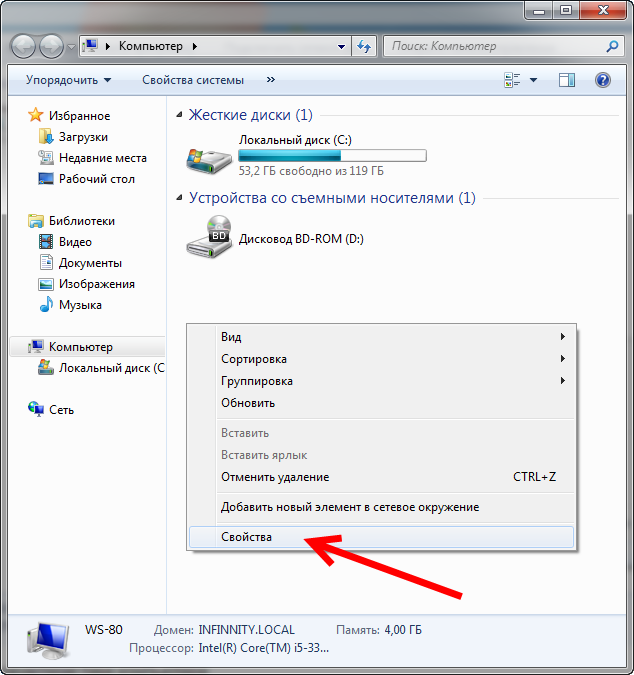 Компьютер
Поиск: Компьютер
Упорядочить
Свойства системы
»
Избранное
Загрузки
Недавние места
Рабочий стол
Библиотеки
Видео
Документы
Изображения
Музыка
Компьютер
Локальный диск (C
Сеть
Жесткие диски (1)
Локальный диск (C:)
53,2 ГБ свободно из 119 ГБ
Устройства со съемными носителями (1)
BD
Дисковод BD-ROM (D:)
Вид
Сортировка
Группировка
Обновить
Вставить
Вставить ярлык
Отменить удаление CTRL+Z
Добавить новый элемент в сетевое окружение
Свойства
WS-80 Домен: INFINNITY.LOCAL Память: 4,00 ГБ
Процессор: Intel(R) Core(TM) i5-33...